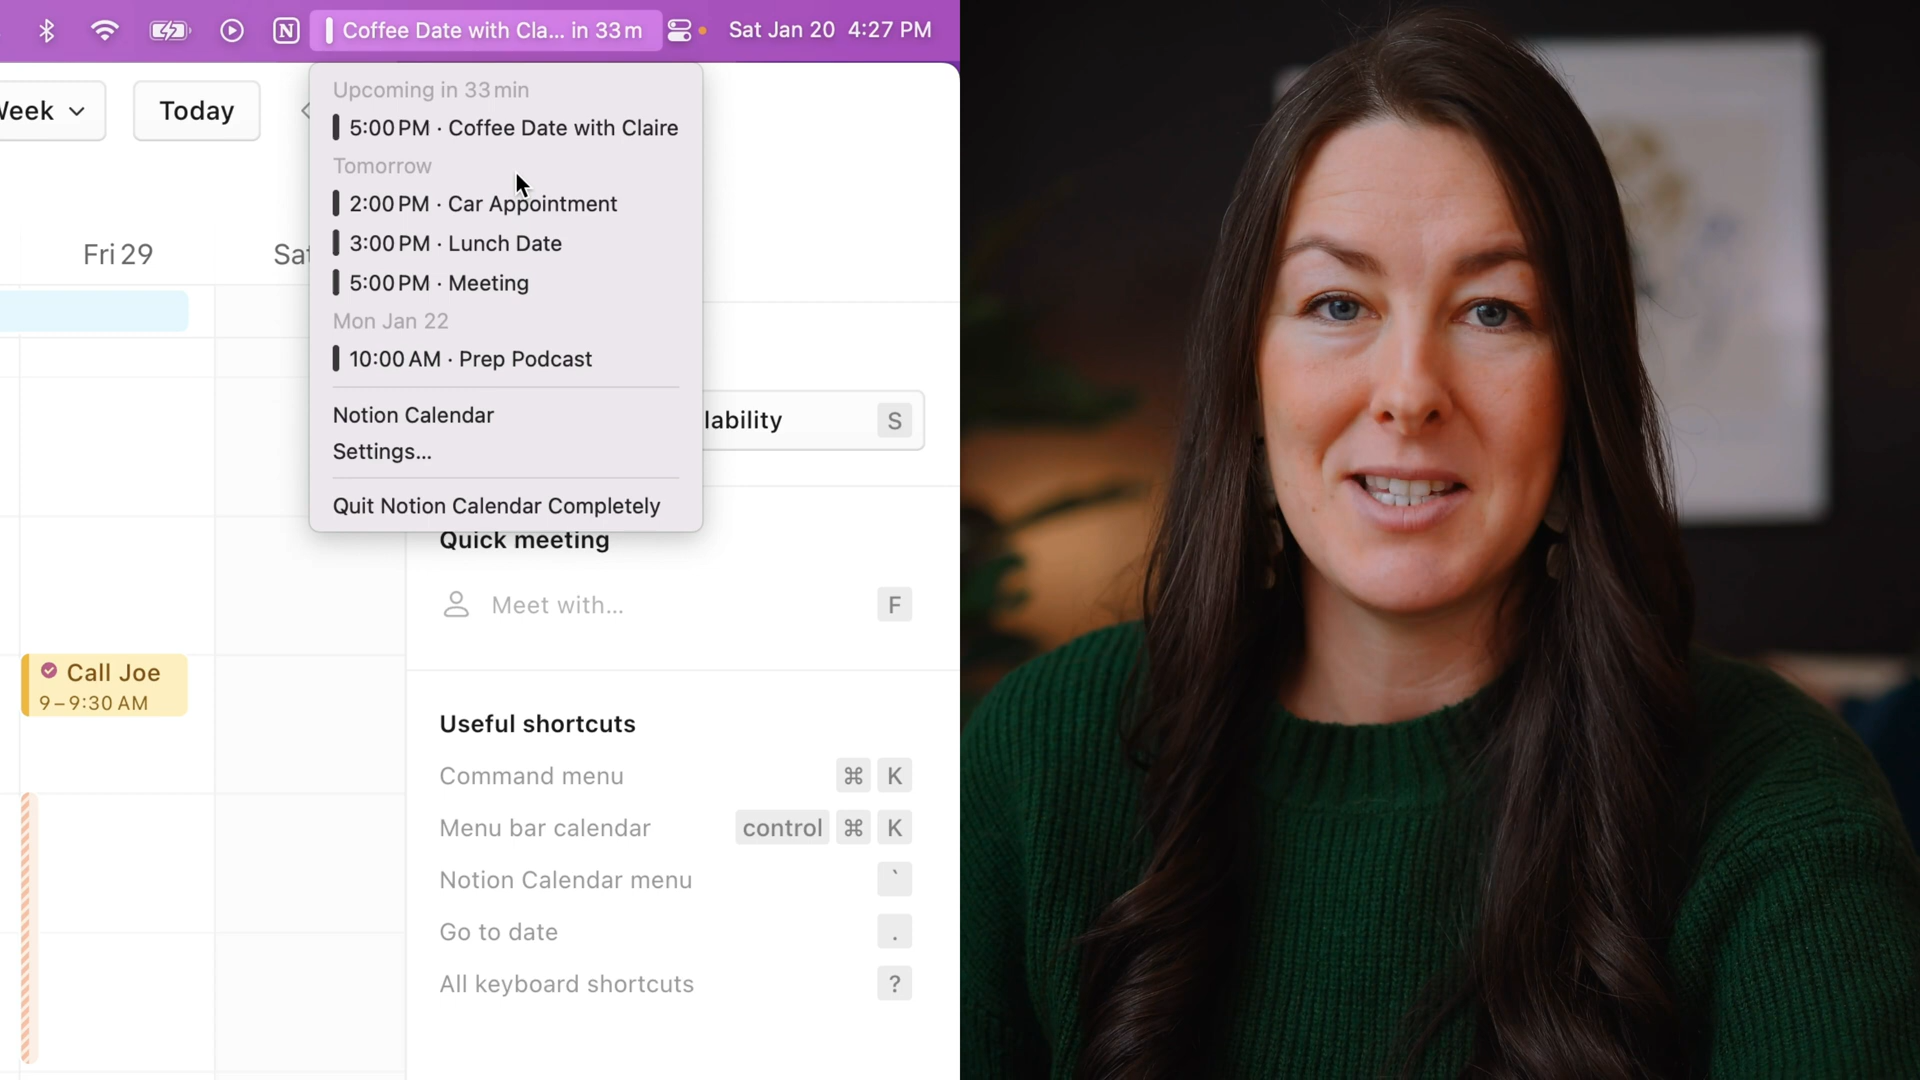 Coffee Date with Cla... in 33 m
Sat Jan 20 4:27 PM
Week
Today
Upcoming in 33 min
5:00 PM · Coffee Date with Claire
Tomorrow
2:00 PM · Car Appointment
3:00 PM · Lunch Date
5:00 PM · Meeting
Mon Jan 22
10:00 AM · Prep Podcast
Notion Calendar
Settings...
Quit Notion Calendar Completely
Fri 29
Sat
lability S
Quick meeting
Meet with... F
Call Joe
9–9:30 AM
Useful shortcuts
Command menu ⌘ K
Menu bar calendar control ⌘ K
Notion Calendar menu `
Go to date .
All keyboard shortcuts ?